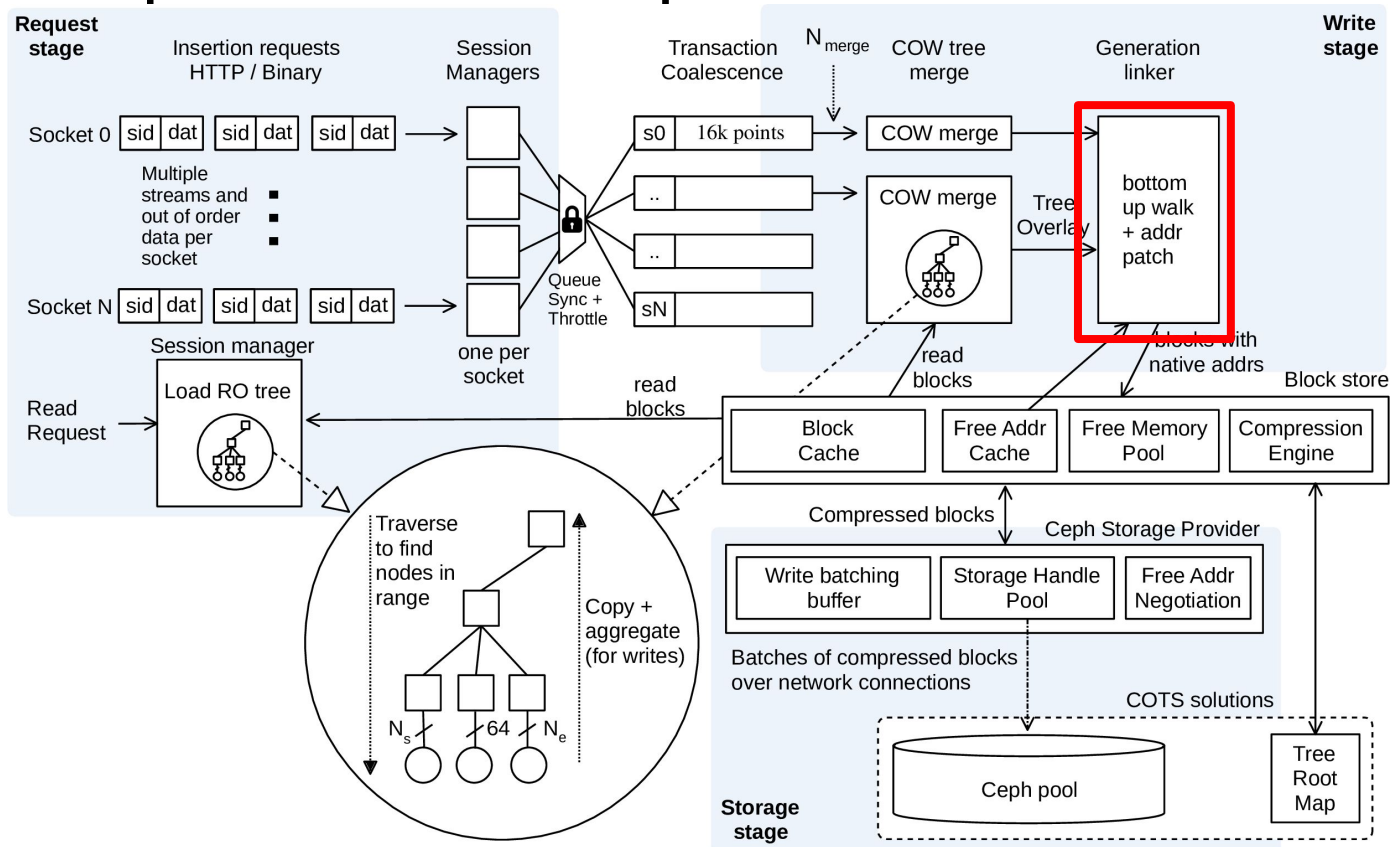 Request
stage
Insertion requests
HTTP / Binary
Session
Managers
Transaction
Coalescence
N merge
COW tree
merge
Generation
linker
Write
stage
Socket 0
sid dat
sid dat
sid dat
s0 16k points
COW merge
Multiple
streams and
out of order
data per
socket
..
COW merge
Tree
Overlay
bottom
up walk
+ addr
patch
..
Queue
Sync +
Throttle
Socket N
sid dat
sid dat
sid dat
sN
one per
socket
Session manager
Load RO tree
Read
Request
read
blocks
read
blocks
blocks with
native addrs
Block store
Block
Cache
Free Addr
Cache
Free Memory
Pool
Compression
Engine
Traverse
to find
nodes in
range
Copy +
aggregate
(for writes)
Ns
64
Ne
Compressed blocks
Ceph Storage Provider
Write batching
buffer
Storage Handle
Pool
Free Addr
Negotiation
Batches of compressed blocks
over network connections
COTS solutions
Ceph pool
Tree
Root
Map
Storage
stage